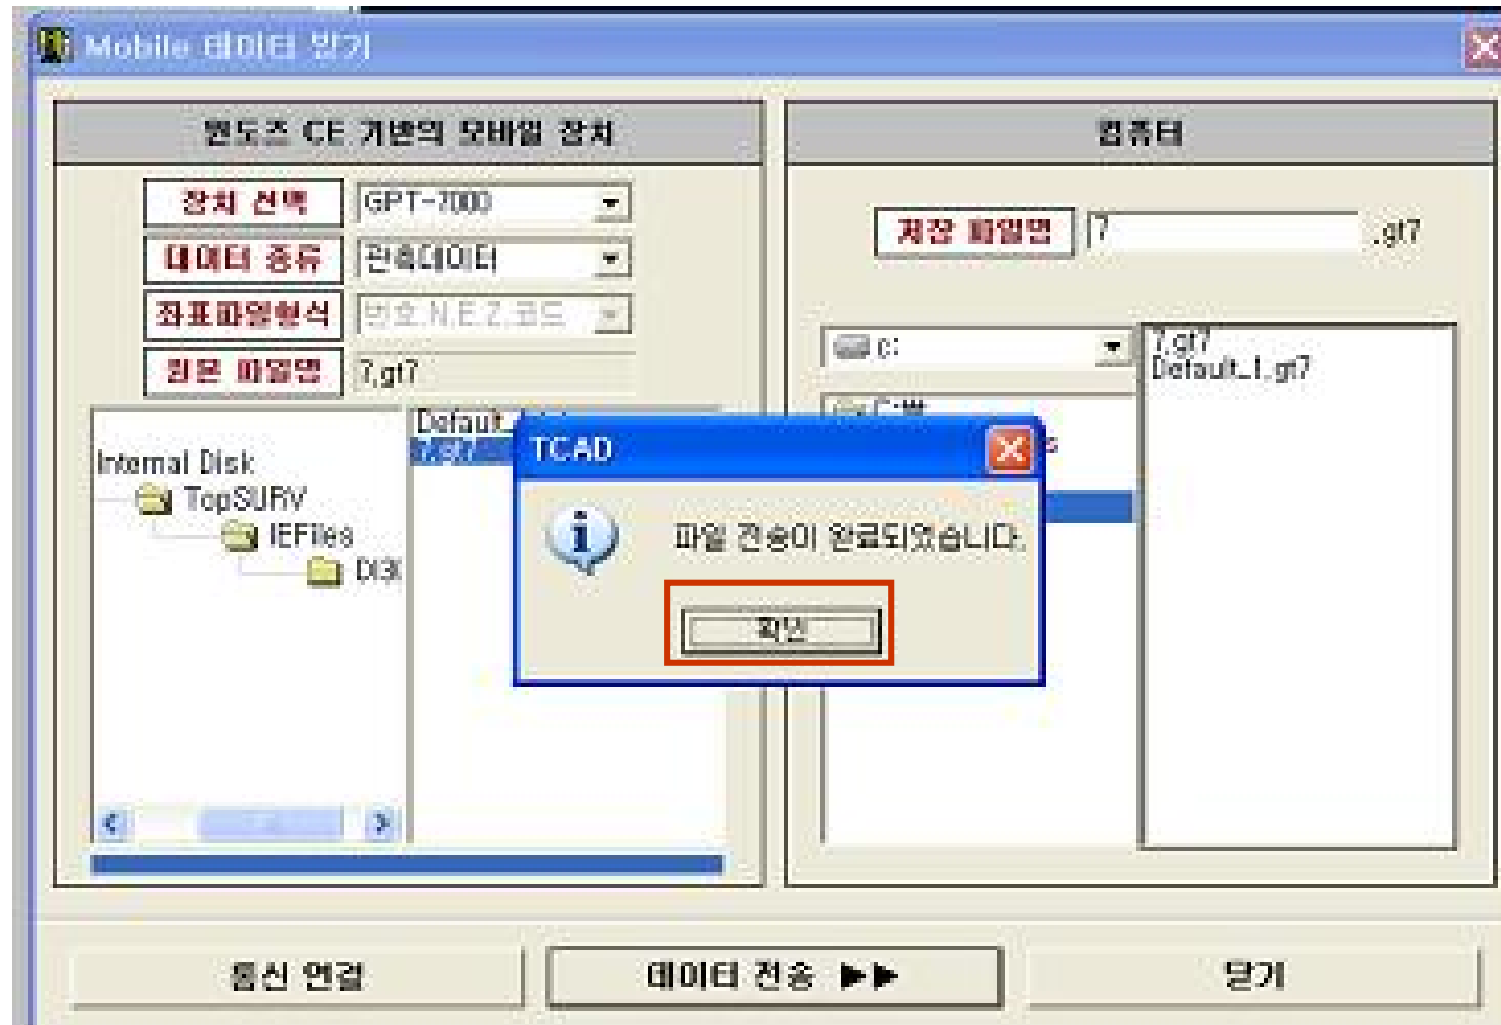 Mobile 데이터 받기
윈도즈 CE 기반의 모바일 장치
장치 선택
GPT-7000
데이터 종류
관측데이터
좌표파일형식
번호,N,E,Z,코드
원본 파일명
7.gt7
Internal Disk
TopSURV
IEFiles
Default_
7.gt7
컴퓨터
저장 파일명
7
.gt7
c:
7.gt7
Default_1.gt7
TCAD
파일 전송이 완료되었습니다.
확인
통신 연결
데이터 전송 ▶▶
닫기